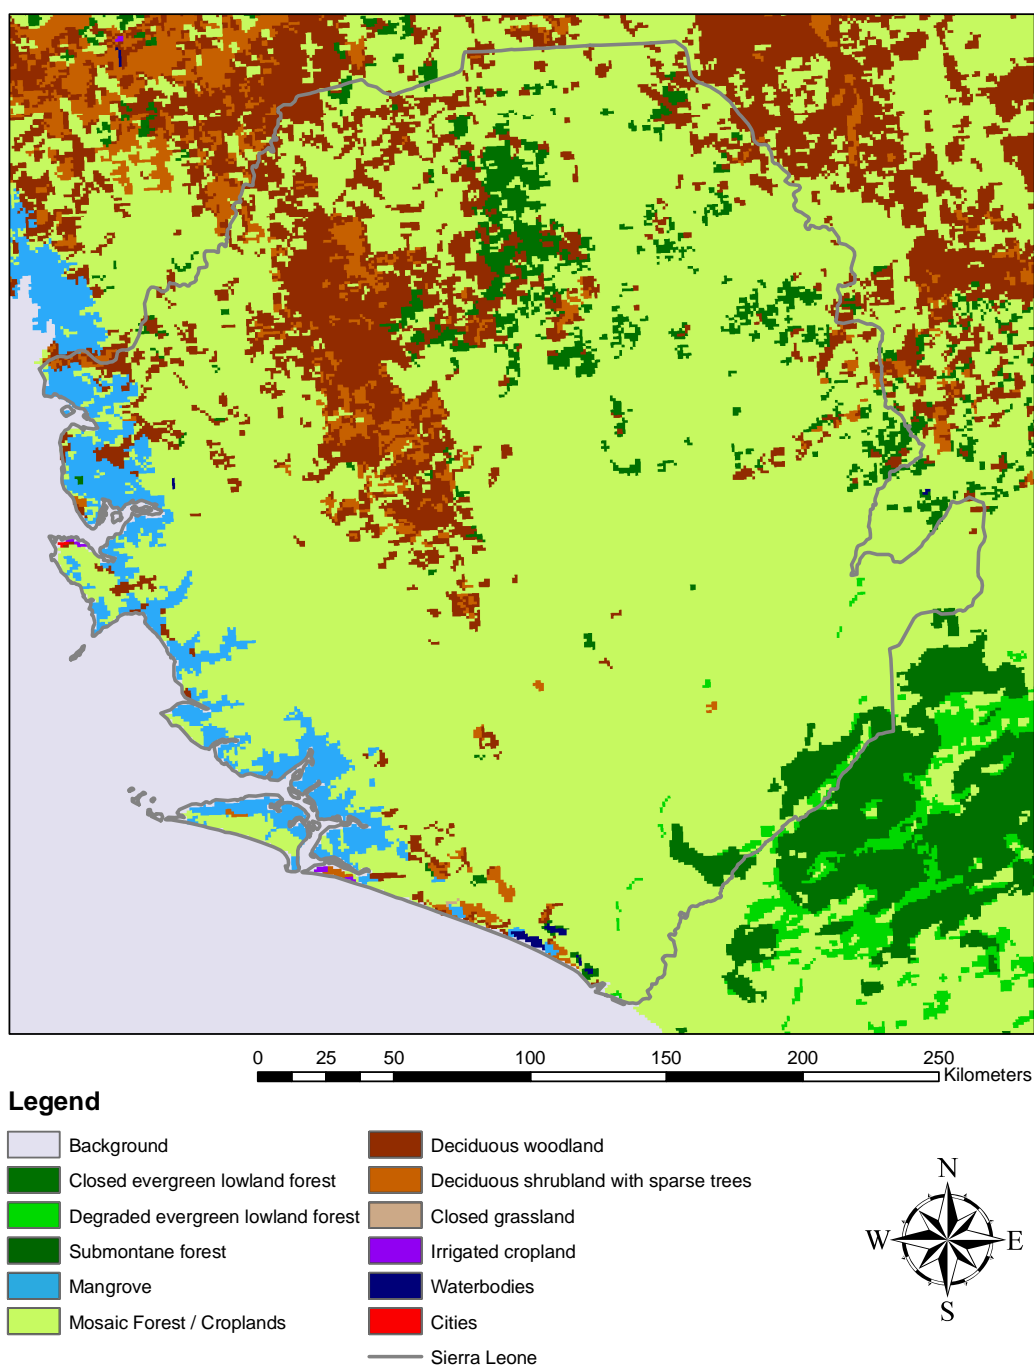 0 25 50 100 150 200 250
Kilometers
Legend
Background
Closed evergreen lowland forest
Degraded evergreen lowland forest
Submontane forest
Mangrove
Mosaic Forest / Croplands
Deciduous woodland
Deciduous shrubland with sparse trees
Closed grassland
Irrigated cropland
Waterbodies
Cities
Sierra Leone
N
W E
S